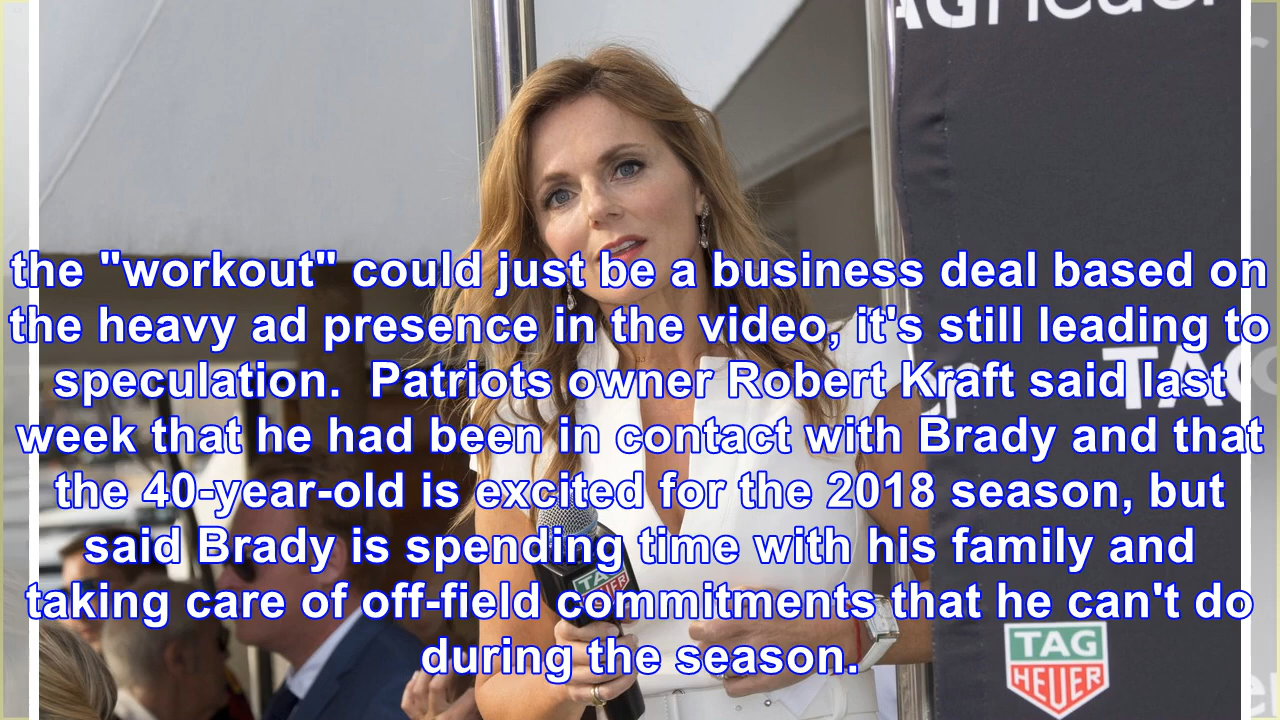 TAGHeuer
the "workout" could just be a business deal based on
the heavy ad presence in the video, it's still leading to
speculation.  Patriots owner Robert Kraft said last
week that he had been in contact with Brady and that
the 40-year-old is excited for the 2018 season, but
said Brady is spending time with his family and
taking care of off-field commitments that he can't do
during the season.
TAG
HEUER
TAG
HEUER